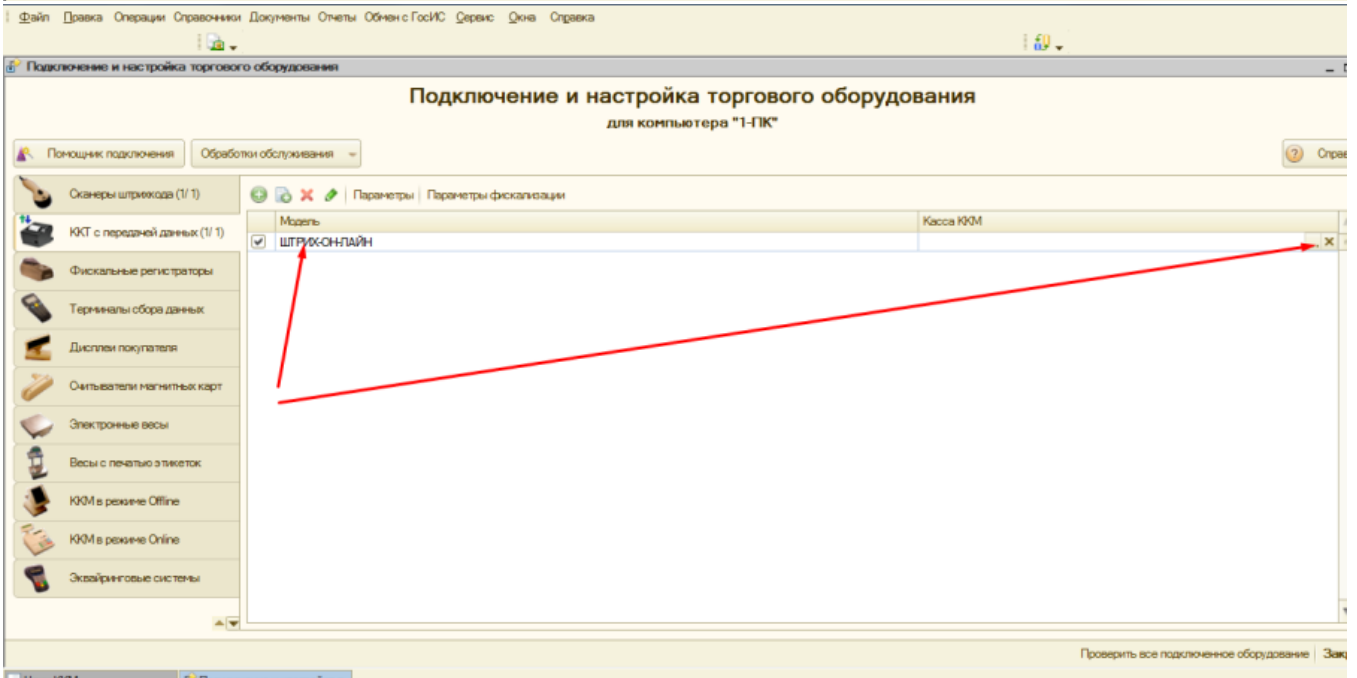 Файл Правка Операции Справочники Документы Отчеты Обмен с ГосИС Сервис Окна Справка
Подключение и настройка торгового оборудования
Подключение и настройка торгового оборудования
для компьютера "1-ПК"
Помощник подключения Обработки обслуживания
Сканеры штрихкода (1/ 1)
Параметры Параметры фискализации
ККТ с передачей данных (1/ 1)
Модель Касса ККМ
ШТРИХ-ОН-ЛАЙН
Фискальные регистраторы
Терминалы сбора данных
Дисплеи покупателя
Считыватели магнитных карт
Электронные весы
Весы с печатью этикеток
ККМ в режиме Offline
ККМ в режиме Online
Эквайринговые системы
Проверить все подключенное оборудование